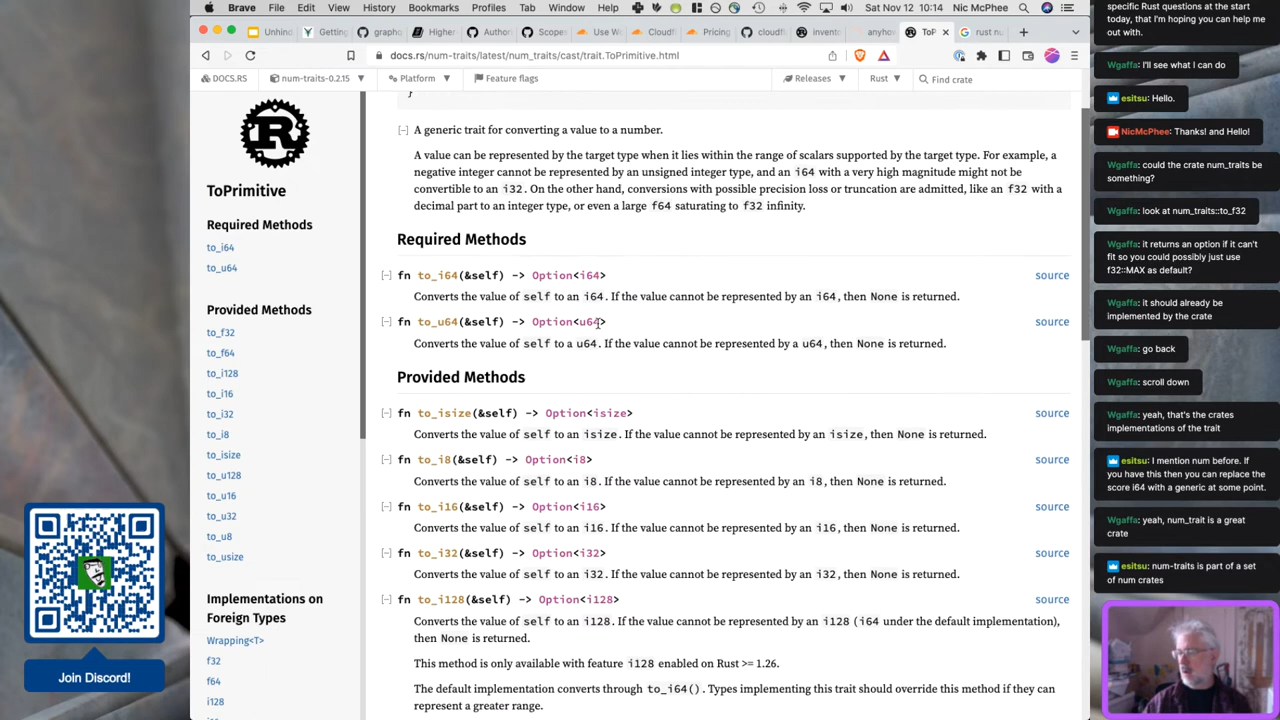 Brave File Edit View History Bookmarks Profiles Tab Window Help
Sat Nov 12 10:14 Nic McPhee
Unhind
Getting
grapho
Higher
Author
Scope
Use W
Cloudfl
Pricing
cloudfl
invento
anyhov
ToP
rust nu
docs.rs/num-traits/latest/num_traits/cast/trait.ToPrimitive.html
DOCS.RS
num-traits-0.2.15
Platform
Feature flags
Releases
Rust
Find crate
ToPrimitive
Required Methods
to_i64
to_u64
Provided Methods
to_f32
to_f64
to_i128
to_i16
to_i32
to_i8
to_isize
to_u128
to_u16
to_u32
to_u8
to_usize
Implementations on
Foreign Types
Wrapping<T>
f32
f64
i128
}
[-] A generic trait for converting a value to a number.
A value can be represented by the target type when it lies within the range of scalars supported by the target type. For example, a
negative integer cannot be represented by an unsigned integer type, and an i64 with a very high magnitude might not be
convertible to an i32. On the other hand, conversions with possible precision loss or truncation are admitted, like an f32 with a
decimal part to an integer type, or even a large f64 saturating to f32 infinity.
Required Methods
[-] fn to_i64(&self) -> Option<i64> source
Converts the value of self to an i64. If the value cannot be represented by an i64, then None is returned.
[-] fn to_u64(&self) -> Option<u64> source
Converts the value of self to a u64. If the value cannot be represented by a u64, then None is returned.
Provided Methods
[-] fn to_isize(&self) -> Option<isize> source
Converts the value of self to an isize. If the value cannot be represented by an isize, then None is returned.
[-] fn to_i8(&self) -> Option<i8> source
Converts the value of self to an i8. If the value cannot be represented by an i8, then None is returned.
[-] fn to_i16(&self) -> Option<i16> source
Converts the value of self to an i16. If the value cannot be represented by an i16, then None is returned.
[-] fn to_i32(&self) -> Option<i32> source
Converts the value of self to an i32. If the value cannot be represented by an i32, then None is returned.
[-] fn to_i128(&self) -> Option<i128> source
Converts the value of self to an i128. If the value cannot be represented by an i128 (i64 under the default implementation),
then None is returned.
This method is only available with feature i128 enabled on Rust >= 1.26.
The default implementation converts through to_i64(). Types implementing this trait should override this method if they can
represent a greater range.
specific Rust questions at the start
today, that I'm hoping you can help me
out with.
Wgaffa: I'll see what I can do
esitsu: Hello.
NicMcPhee: Thanks! and Hello!
Wgaffa: could the crate num_traits be
something?
Wgaffa: look at num_traits::to_f32
Wgaffa: it returns an option if it can't
fit so you could possibly just use
f32::MAX as default?
Wgaffa: it should already be
implemented by the crate
Wgaffa: go back
Wgaffa: scroll down
Wgaffa: yeah, that's the crates
implementations of the trait
esitsu: I mention num before. If
you have this then you can replace the
score i64 with a generic at some point.
Wgaffa: yeah, num_trait is a great
crate
esitsu: num-traits is part of a set
of num crates
Join Discord!